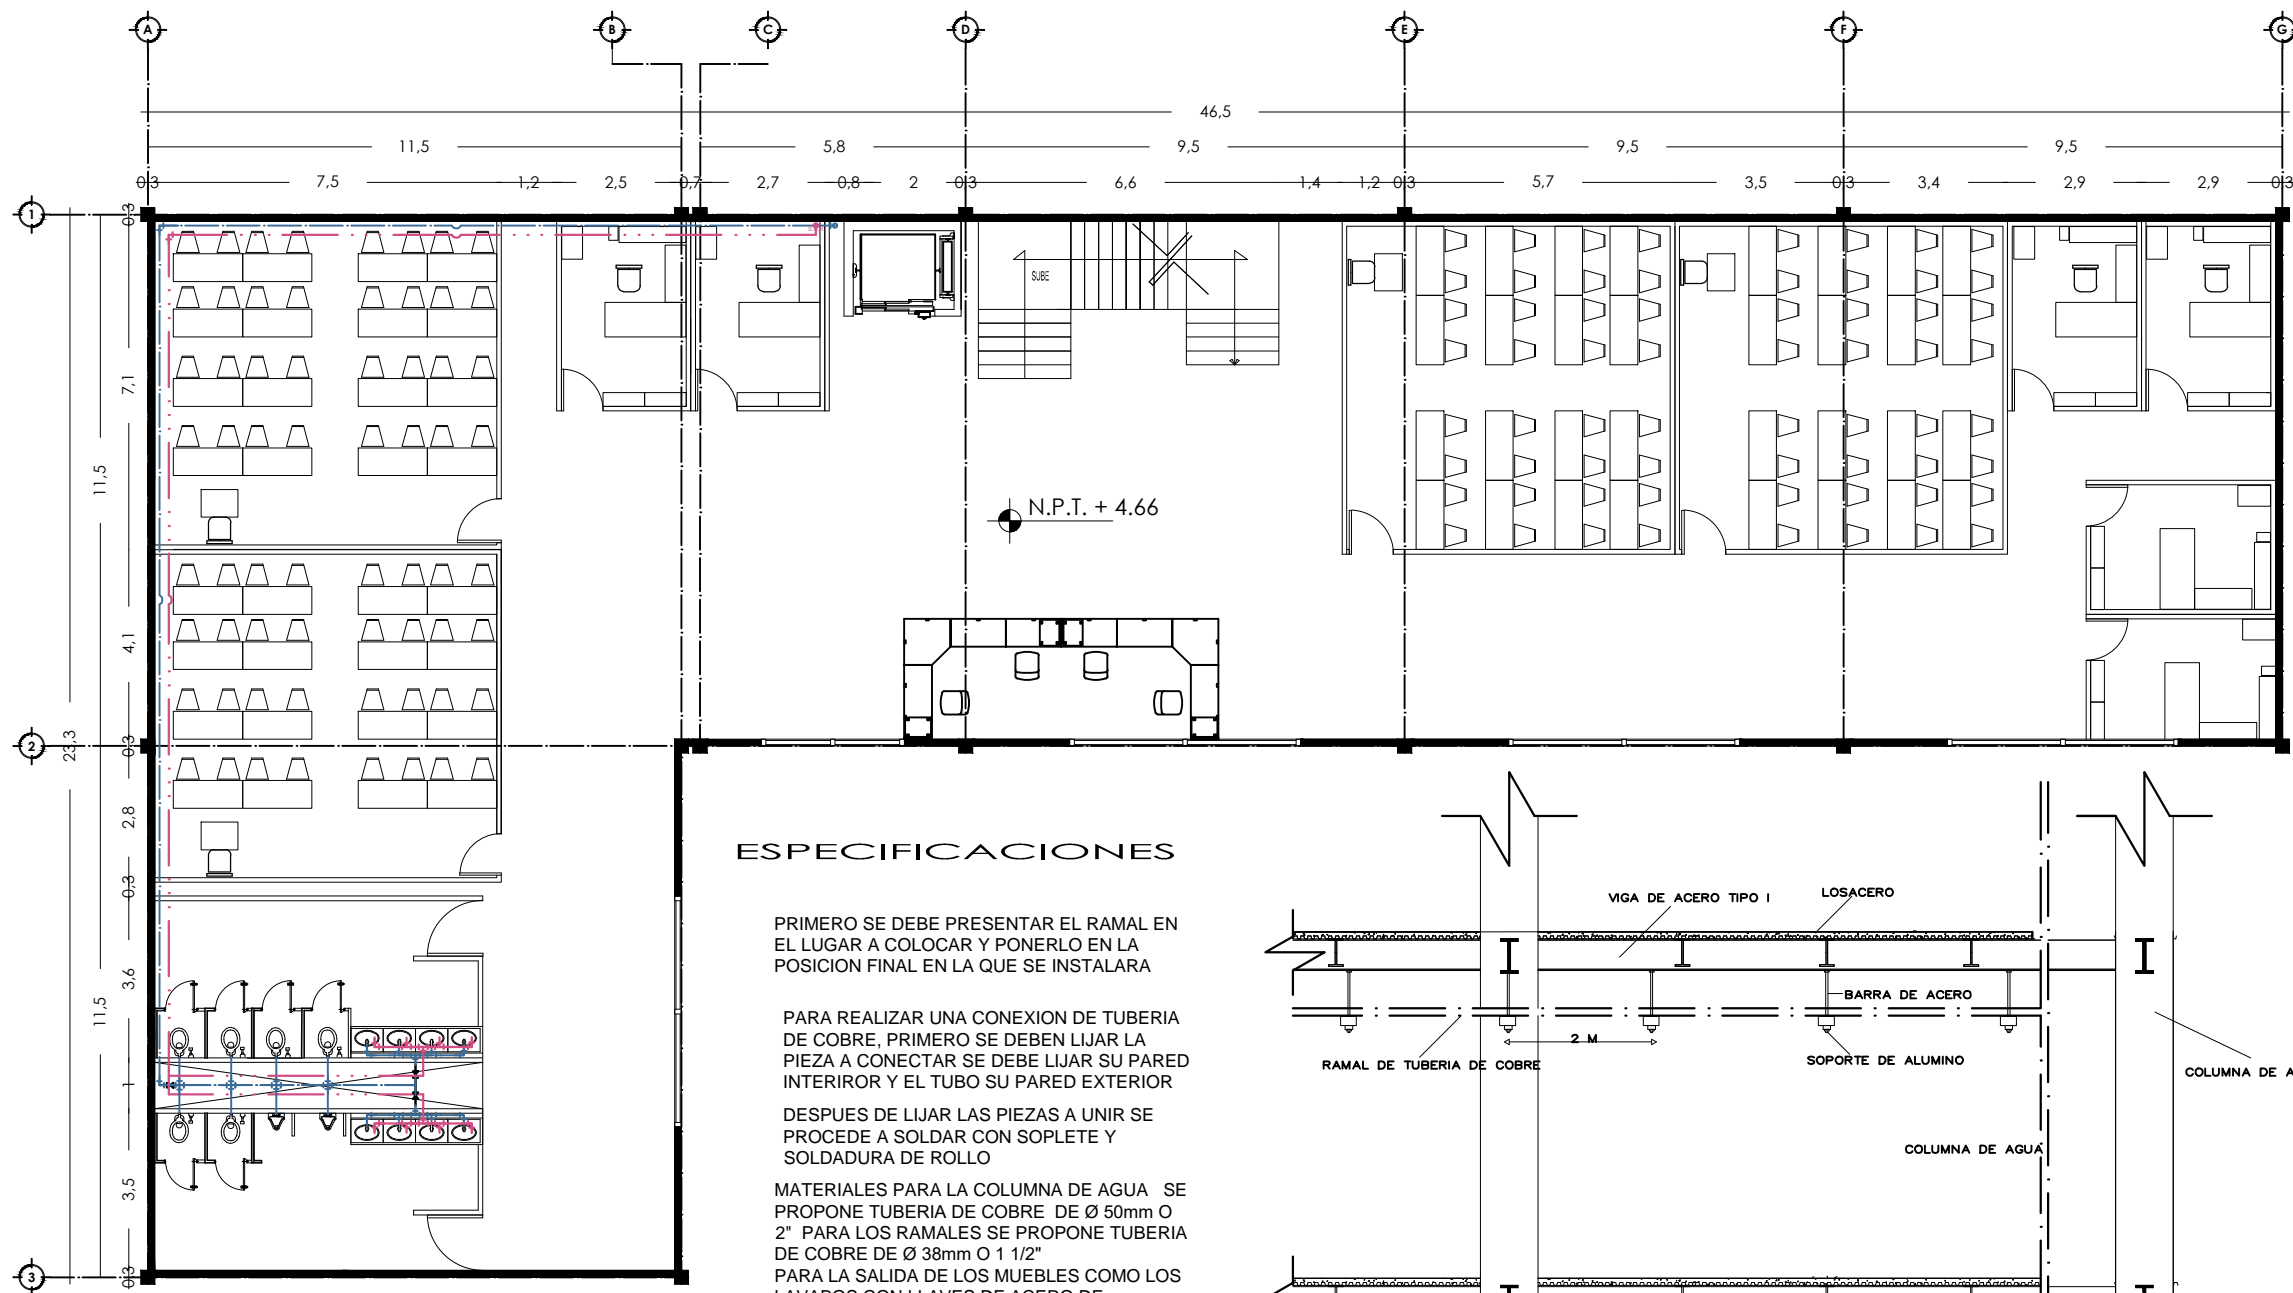 A B C D E F G
46,5
11,5 5,8 9,5 9,5 9,5
0,3 7,5 1,2 2,5 0,7 2,7 0,8 2 0,3 6,6 1,4 1,2 0,3 5,7 3,5 0,3 3,4 2,9 2,9 0,3
1
0,3
SUBE
7,1
11,5
N.P.T. + 4.66
4,1
2
23,3
0,3
2,8
0,3
3,6
11,5
1
3,5
3
0,3
ESPECIFICACIONES
PRIMERO SE DEBE PRESENTAR EL RAMAL EN
EL LUGAR A COLOCAR Y PONERLO EN LA
POSICION FINAL EN LA QUE SE INSTALARA
PARA REALIZAR UNA CONEXION DE TUBERIA
DE COBRE, PRIMERO SE DEBEN LIJAR LA
PIEZA A CONECTAR SE DEBE LIJAR SU PARED
INTERIROR Y EL TUBO SU PARED EXTERIOR
DESPUES DE LIJAR LAS PIEZAS A UNIR SE
PROCEDE A SOLDAR CON SOPLETE Y
SOLDADURA DE ROLLO
MATERIALES PARA LA COLUMNA DE AGUA SE
PROPONE TUBERIA DE COBRE DE Ø 50mm O
2" PARA LOS RAMALES SE PROPONE TUBERIA
DE COBRE DE Ø 38mm O 1 1/2"
PARA LA SALIDA DE LOS MUEBLES COMO LOS
LAVABOS CON LLAVES DE ACERO DE
VIGA DE ACERO TIPO I
LOSACERO
BARRA DE ACERO
2 M
RAMAL DE TUBERIA DE COBRE
SOPORTE DE ALUMINO
COLUMNA DE A
COLUMNA DE AGUA